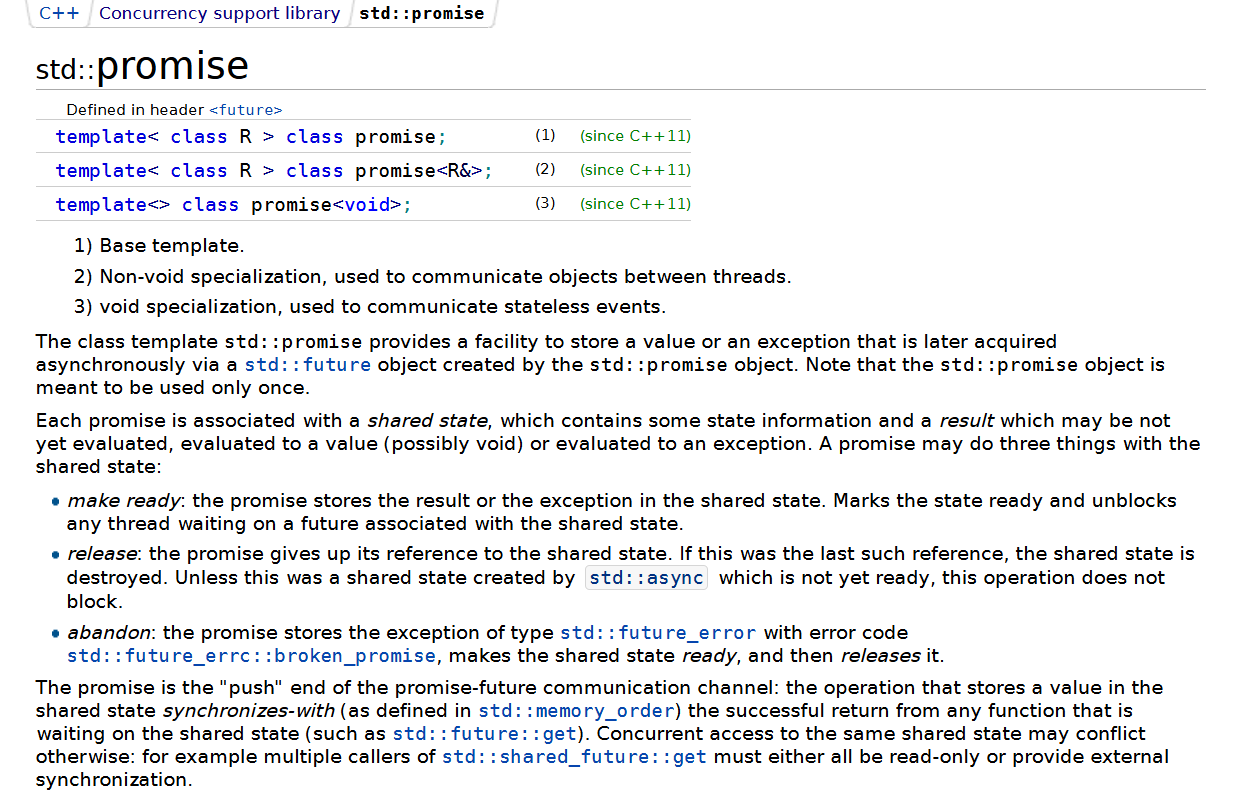 C++ Concurrency support library std::promise
std::promise
Defined in header <future>
template< class R > class promise; (1) (since C++11)
template< class R > class promise<R&>; (2) (since C++11)
template<> class promise<void>; (3) (since C++11)
1) Base template.
2) Non-void specialization, used to communicate objects between threads.
3) void specialization, used to communicate stateless events.
The class template std::promise provides a facility to store a value or an exception that is later acquired
asynchronously via a std::future object created by the std::promise object. Note that the std::promise object is
meant to be used only once.
Each promise is associated with a shared state, which contains some state information and a result which may be not
yet evaluated, evaluated to a value (possibly void) or evaluated to an exception. A promise may do three things with the
shared state:
• make ready: the promise stores the result or the exception in the shared state. Marks the state ready and unblocks
any thread waiting on a future associated with the shared state.
• release: the promise gives up its reference to the shared state. If this was the last such reference, the shared state is
destroyed. Unless this was a shared state created by std::async which is not yet ready, this operation does not
block.
• abandon: the promise stores the exception of type std::future_error with error code
std::future_errc::broken_promise, makes the shared state ready, and then releases it.
The promise is the "push" end of the promise-future communication channel: the operation that stores a value in the
shared state synchronizes-with (as defined in std::memory_order) the successful return from any function that is
waiting on the shared state (such as std::future::get). Concurrent access to the same shared state may conflict
otherwise: for example multiple callers of std::shared_future::get must either all be read-only or provide external
synchronization.